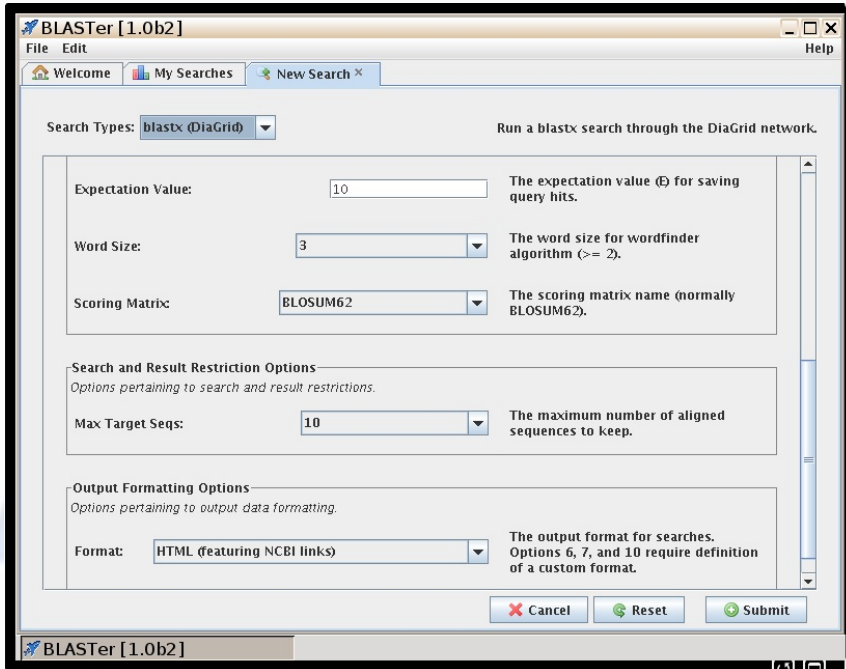 BLASTer [1.0b2]
File Edit Help
Welcome My Searches New Search
Search Types: blastx (DiaGrid) Run a blastx search through the DiaGrid network.
Expectation Value: 10 The expectation value (E) for saving
query hits.
Word Size: 3 The word size for wordfinder
algorithm (>= 2).
Scoring Matrix: BLOSUM62 The scoring matrix name (normally
BLOSUM62).
Search and Result Restriction Options
Options pertaining to search and result restrictions.
Max Target Seqs: 10 The maximum number of aligned
sequences to keep.
Output Formatting Options
Options pertaining to output data formatting.
Format: HTML (featuring NCBI links) The output format for searches.
Options 6, 7, and 10 require definition
of a custom format.
Cancel Reset Submit
BLASTer [1.0b2]